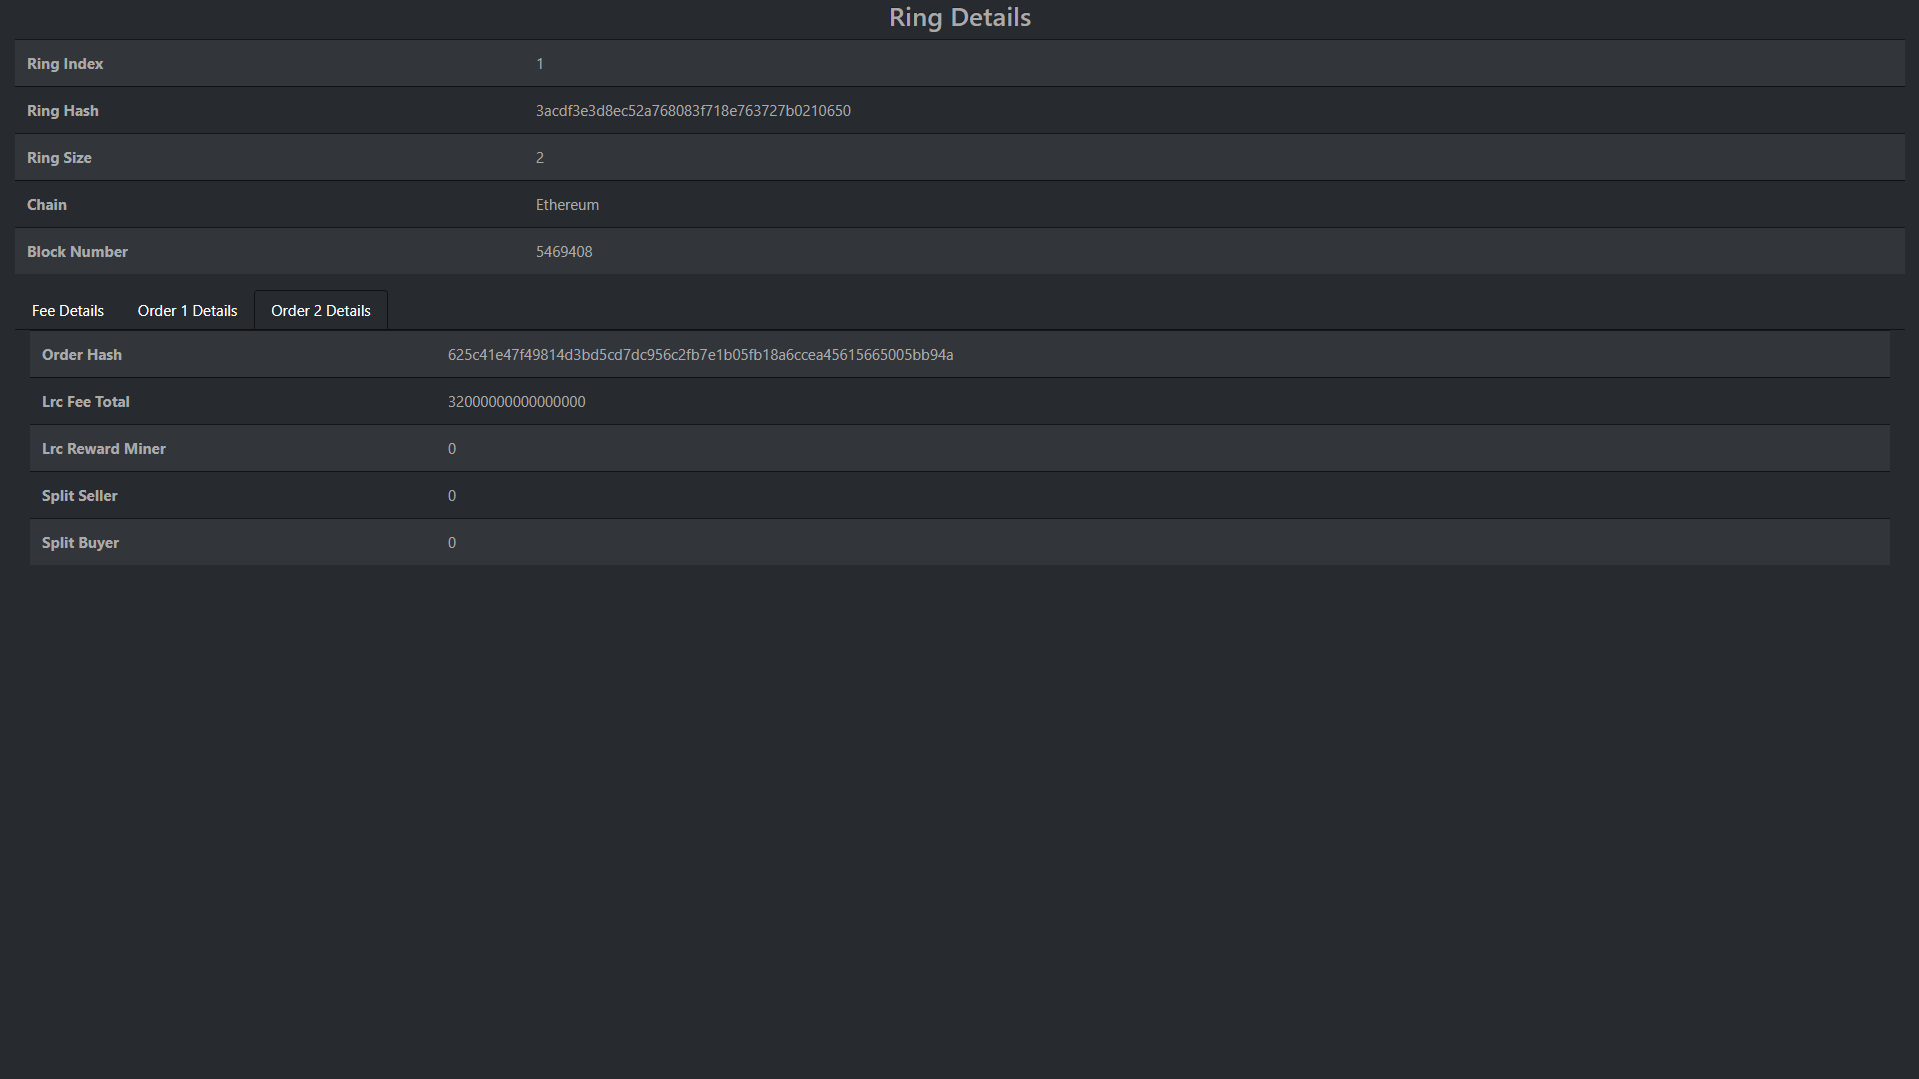 Ring Details
Ring Index 1
Ring Hash 3acdf3e3d8ec52a768083f718e763727b0210650
Ring Size 2
Chain Ethereum
Block Number 5469408
Fee Details Order 1 Details Order 2 Details
Order Hash 625c41e47f49814d3bd5cd7dc956c2fb7e1b05fb18a6ccea45615665005bb94a
Lrc Fee Total 32000000000000000
Lrc Reward Miner 0
Split Seller 0
Split Buyer 0